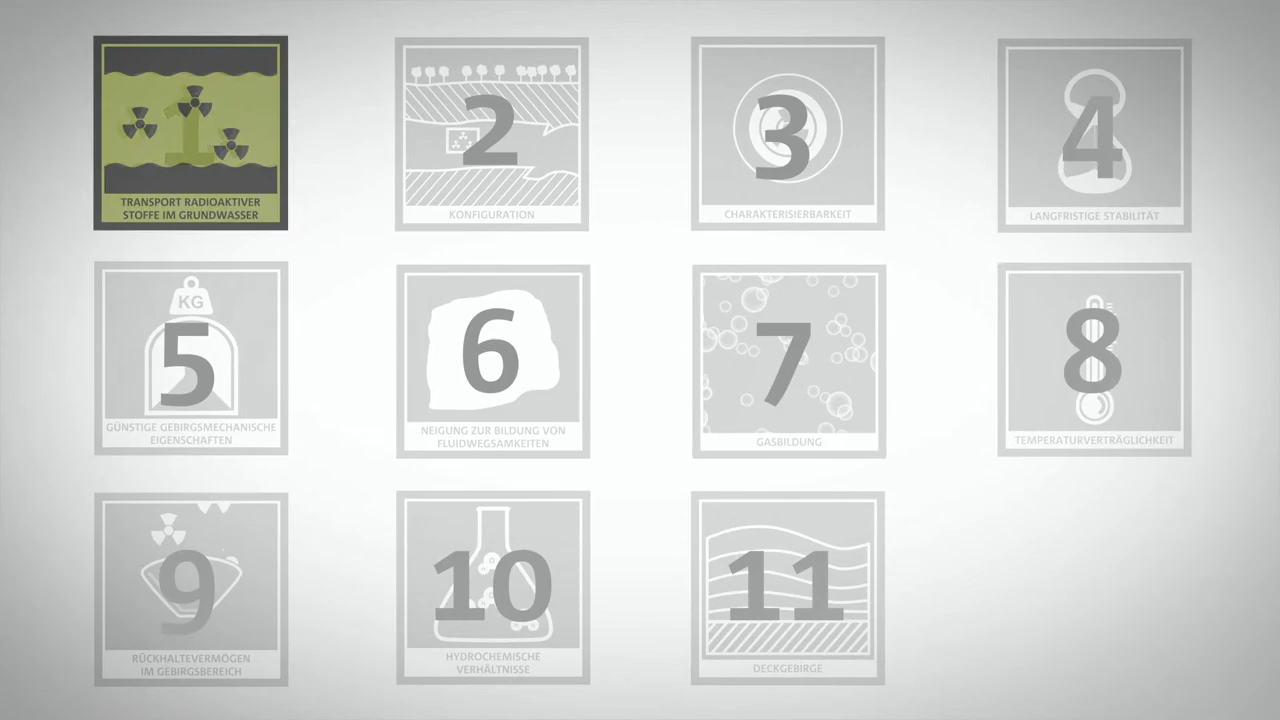 1
TRANSPORT RADIOAKTIVER
STOFFE IM GRUNDWASSER
2
KONFIGURATION
3
CHARAKTERISIERBARKEIT
4
LANGFRISTIGE STABILITÄT
KG
5
GÜNSTIGE GEBIRGSMECHANISCHE
EIGENSCHAFTEN
6
NEIGUNG ZUR BILDUNG VON
FLUIDWEGSAMKEITEN
7
GASBILDUNG
8
TEMPERATURVERTRÄGLICHKEIT
9
RÜCKHALTEVERMÖGEN
IM GEBIRGSBEREICH
10
HYDROCHEMISCHE
VERHÄLTNISSE
11
DECKGEBIRGE